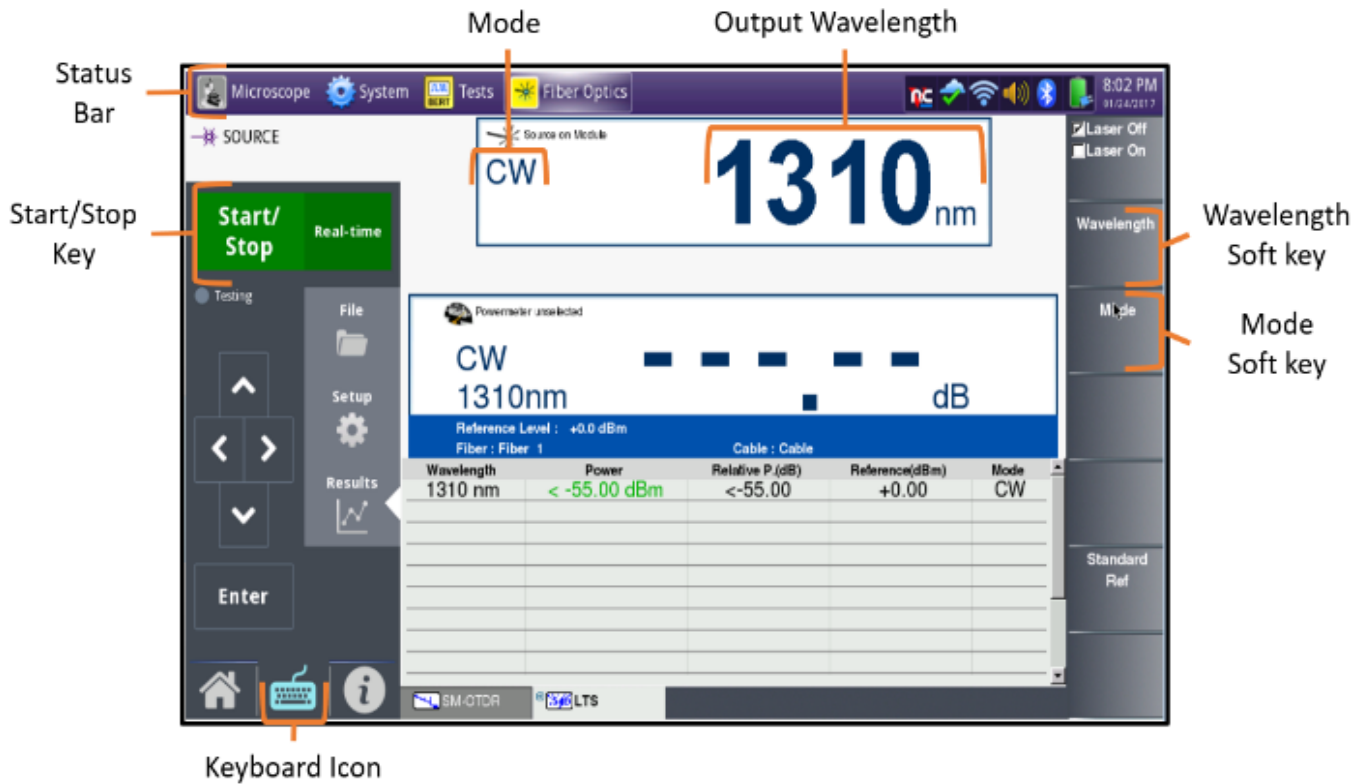 Mode
Output Wavelength
Status
Bar
Microscope
System
BERT
Tests
Fiber Optics
nc
8:02 PM
01/24/2017
SOURCE
Source on Module
CW
1310 nm
Laser Off
Laser On
Start/Stop
Key
Start/
Stop
Real-time
Wavelength
Wavelength
Soft key
Testing
File
Setup
Results
Enter
Powermeter unselected
CW
1310nm
dB
Mode
Mode
Soft key
Reference Level : +0.0 dBm
Fiber : Fiber 1 Cable : Cable
Wavelength Power Relative P.(dB) Reference(dBm) Mode
1310 nm < -55.00 dBm <-55.00 +0.00 CW
Standard
Ref
SM-OTDR
LTS
Keyboard Icon